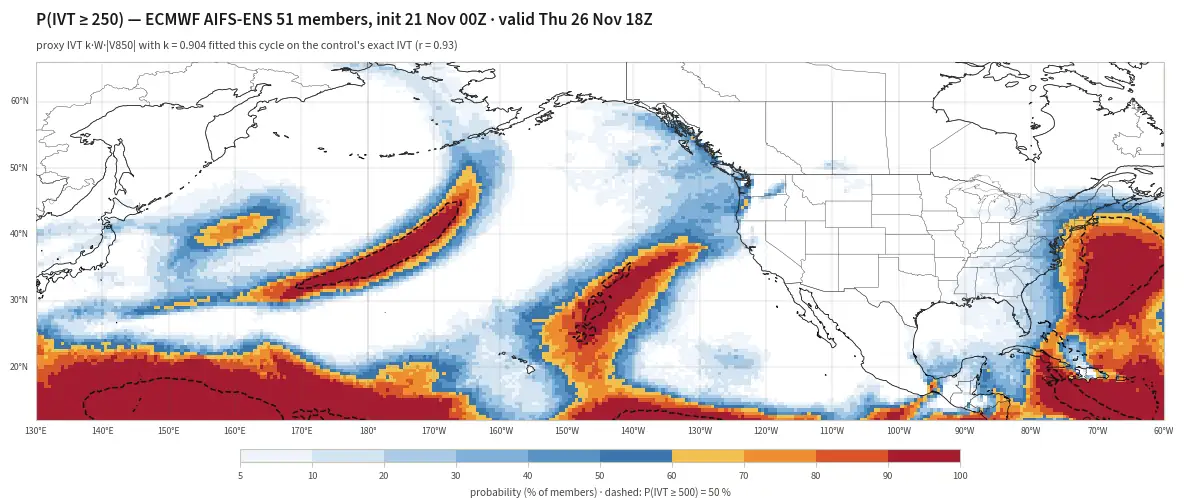 P(IVT ≥ 250) — ECMWF AIFS-ENS 51 members, init 21 Nov 00Z · valid Thu 26 Nov 18Z
proxy IVT k·W·|V850| with k = 0.904 fitted this cycle on the control's exact IVT (r = 0.93)
60°N
50°N
40°N
30°N
20°N
130°E 140°E 150°E 160°E 170°E 180° 170°W 160°W 150°W 140°W 130°W 120°W 110°W 100°W 90°W 80°W 70°W 60°W
5 10 20 30 40 50 60 70 80 90 100
probability (% of members) · dashed: P(IVT ≥ 500) = 50 %